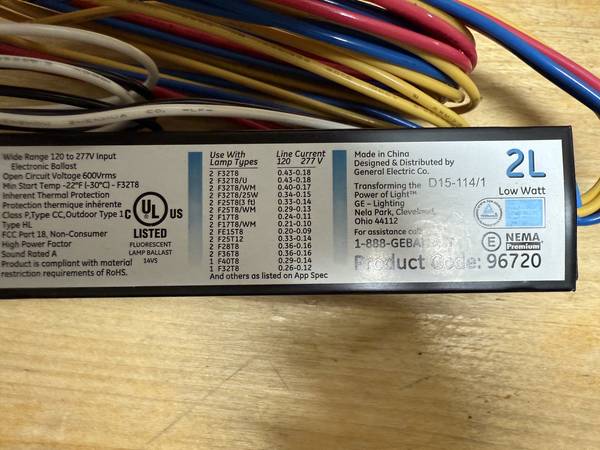 Wide Range 120 to 277V Input
Electronic Ballast
Open Circuit Voltage 600Vrms
Min Start Temp -22°F (-30°C) - F32T8
Inherent Thermal Protection
Protection thermique inhérente
Class P,Type CC,Outdoor Type 1
Type HL
FCC Part 18, Non-Consumer
High Power Factor
Sound Rated A
Product is compliant with material
restriction requirements of RoHS.
C UL US
LISTED
FLUORESCENT
LAMP BALLAST
14VS
Use With Line Current
Lamp Types 120 277 V
2 F32T8 0.43-0.18
2 F32T8/U 0.43-0.18
2 F32T8/WM 0.40-0.17
2 F32T8/25W 0.34-0.15
2 F25T8(3 ft) 0.33-0.14
2 F25T8/WM 0.29-0.13
2 F17T8 0.24-0.11
2 F17T8/WM 0.21-0.10
2 FE15T8 0.20-0.09
2 F25T12 0.33-0.14
2 F28T8 0.36-0.16
2 F36T8 0.38-0.16
1 F40T8 0.29-0.14
1 F32T8 0.26-0.12
And others as listed on App Spec
Made in China
Designed & Distributed by
General Electric Co.
Transforming the D15-114/1
Power of Light™
GE - Lighting
Nela Park, Cleveland,
Ohio 44112
For assistance call
1-888-GEBA
Product Code: 96720
2L
Low Watt
E NEMA
Premium